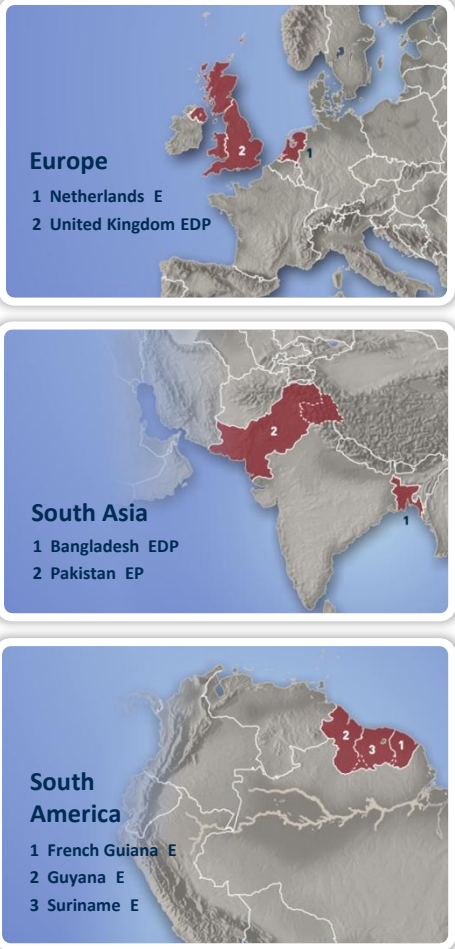 2
1
Europe
1 Netherlands E
2 United Kingdom EDP
2
South Asia
1 Bangladesh EDP
2 Pakistan EP
1
2
3
1
South
America
1 French Guiana E
2 Guyana E
3 Suriname E